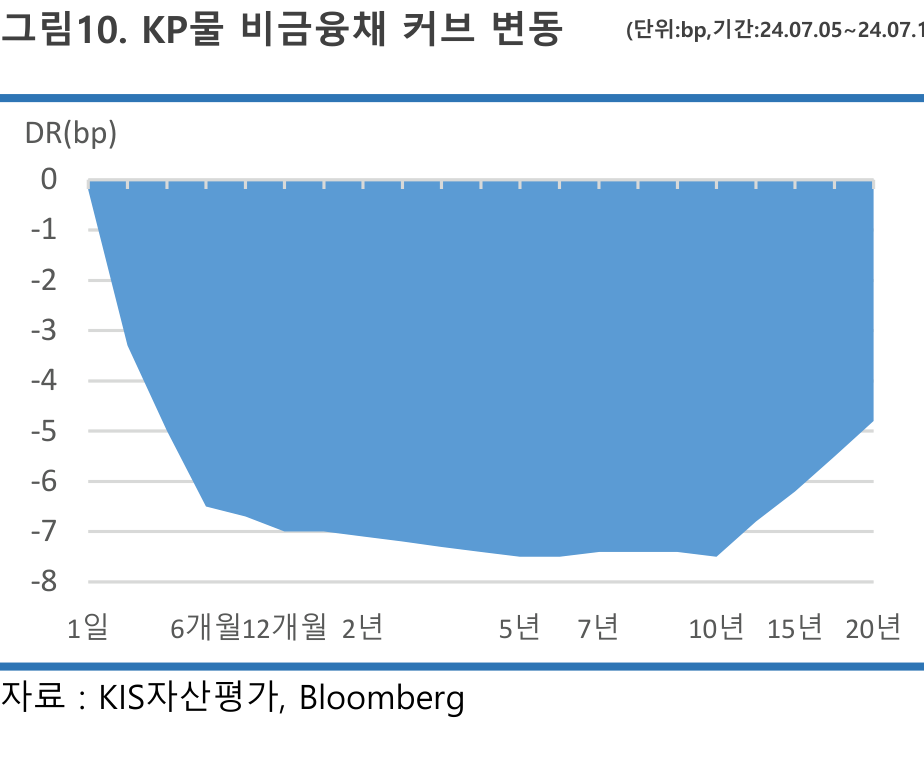 그림10. KP물 비금융채 커브 변동 (단위:bp,기간:24.07.05~24.07.1
DR(bp)
0
-1
-2
-3
-4
-5
-6
-7
-8
1일 6개월 12개월 2년 5년 7년 10년 15년 20년
자료 : KIS자산평가, Bloomberg